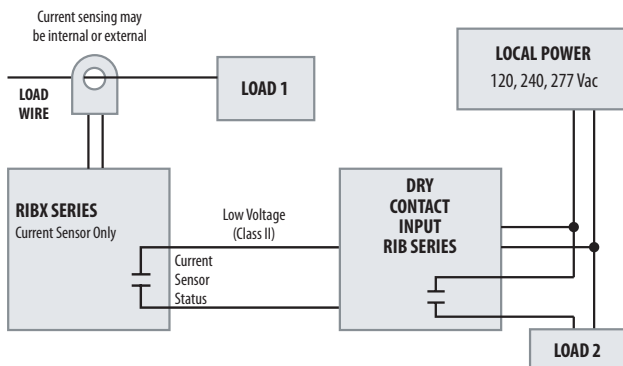 Current sensing may
be internal or external
LOAD
WIRE
LOAD 1
LOCAL POWER
120, 240, 277 Vac
RIBX SERIES
Current Sensor Only
Low Voltage
(Class II)
Current
Sensor
Status
DRY
CONTACT
INPUT
RIB SERIES
LOAD 2